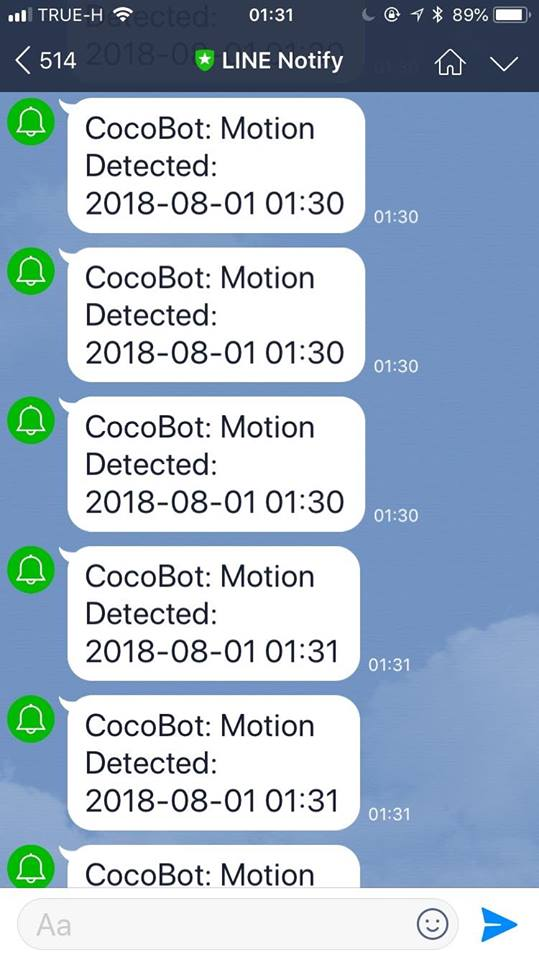 TRUE-H 01:31 89%
514 LINE Notify
CocoBot: Motion
Detected:
2018-08-01 01:30
01:30
CocoBot: Motion
Detected:
2018-08-01 01:30
01:30
CocoBot: Motion
Detected:
2018-08-01 01:30
01:30
CocoBot: Motion
Detected:
2018-08-01 01:31
01:31
CocoBot: Motion
Detected:
2018-08-01 01:31
01:31
CocoBot: Motion
Aa